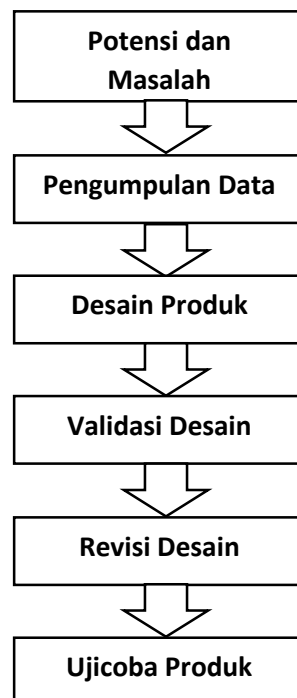 Potensi dan
Masalah
Pengumpulan Data
Desain Produk
Validasi Desain
Revisi Desain
Ujicoba Produk